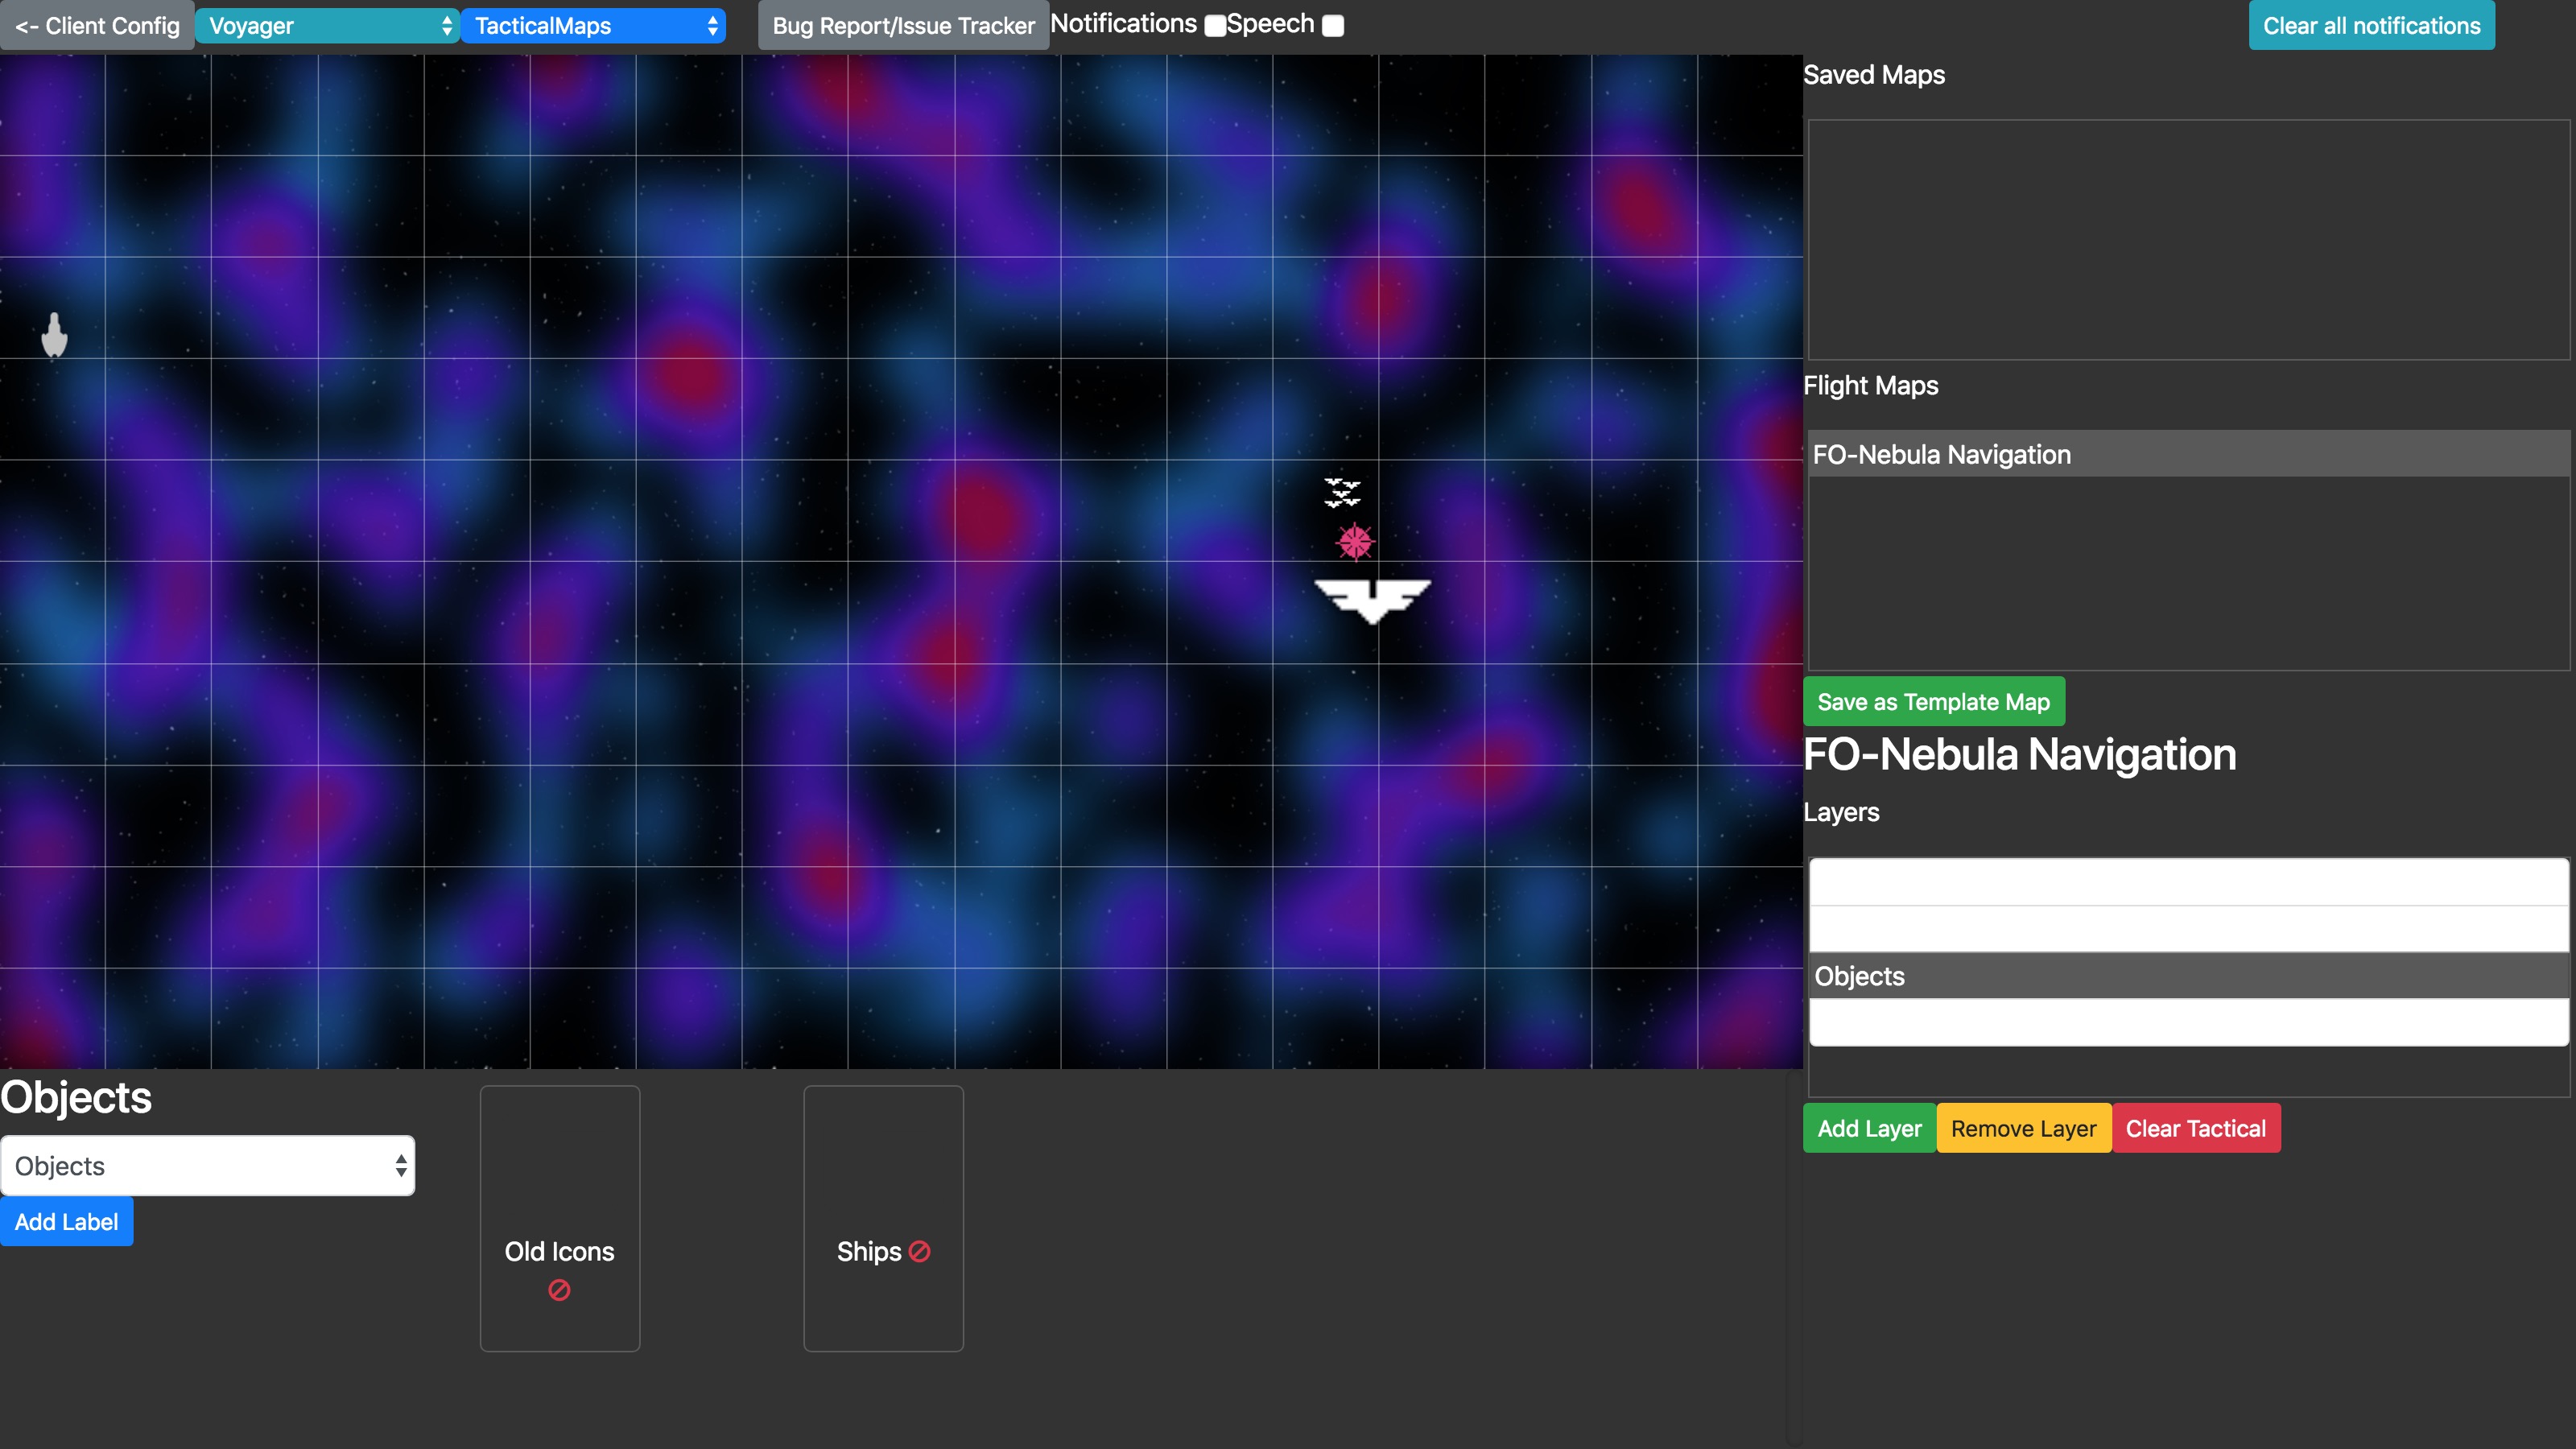 <- Client Config
Voyager
TacticalMaps
Bug Report/Issue Tracker
Notifications
Speech
Clear all notifications
Saved Maps
Flight Maps
FO-Nebula Navigation
Save as Template Map
FO-Nebula Navigation
Layers
Objects
Add Layer
Remove Layer
Clear Tactical
Objects
Objects
Add Label
Old Icons
Ships